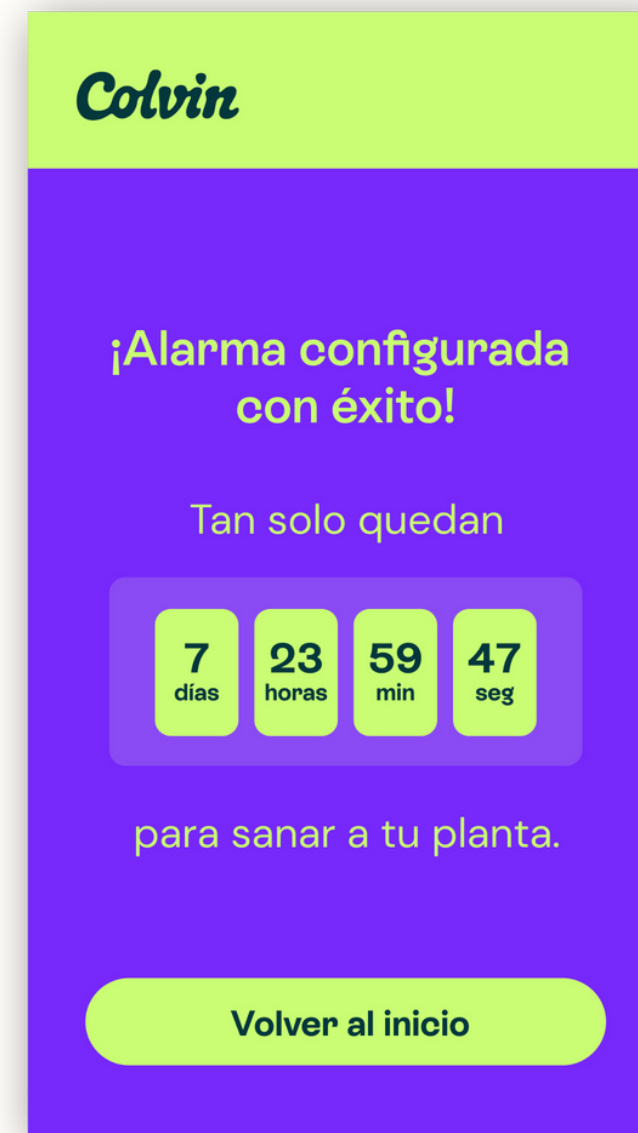 Colvin
¡Alarma configurada
con éxito!
Tan solo quedan
7 23 59 47
días horas min seg
para sanar a tu planta.
Volver al inicio